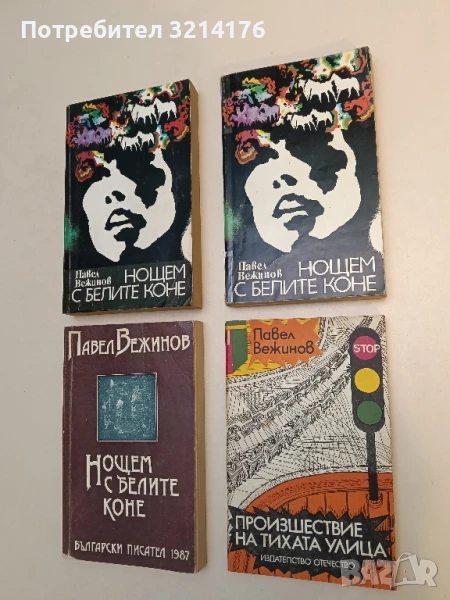 Потребител 3214176
Павел
Вежинов
НОЩЕМ
С БЕЛИТЕ КОНЕ
Павел
Вежинов
НОЩЕМ
С БЕЛИТЕ КОНЕ
ПАВЕЛ ВЕЖИНОВ
НОЩЕМ
С БЕЛИТЕ
КОНЕ
БЪЛГАРСКИ ПИСАТЕЛ 1987
Павел
Вежинов
STOP
ПРОИЗШЕСТВИЕ
НА ТИХАТА УЛИЦА
ИЗДАТЕЛСТВО ОТЕЧЕСТВО
BAZAR